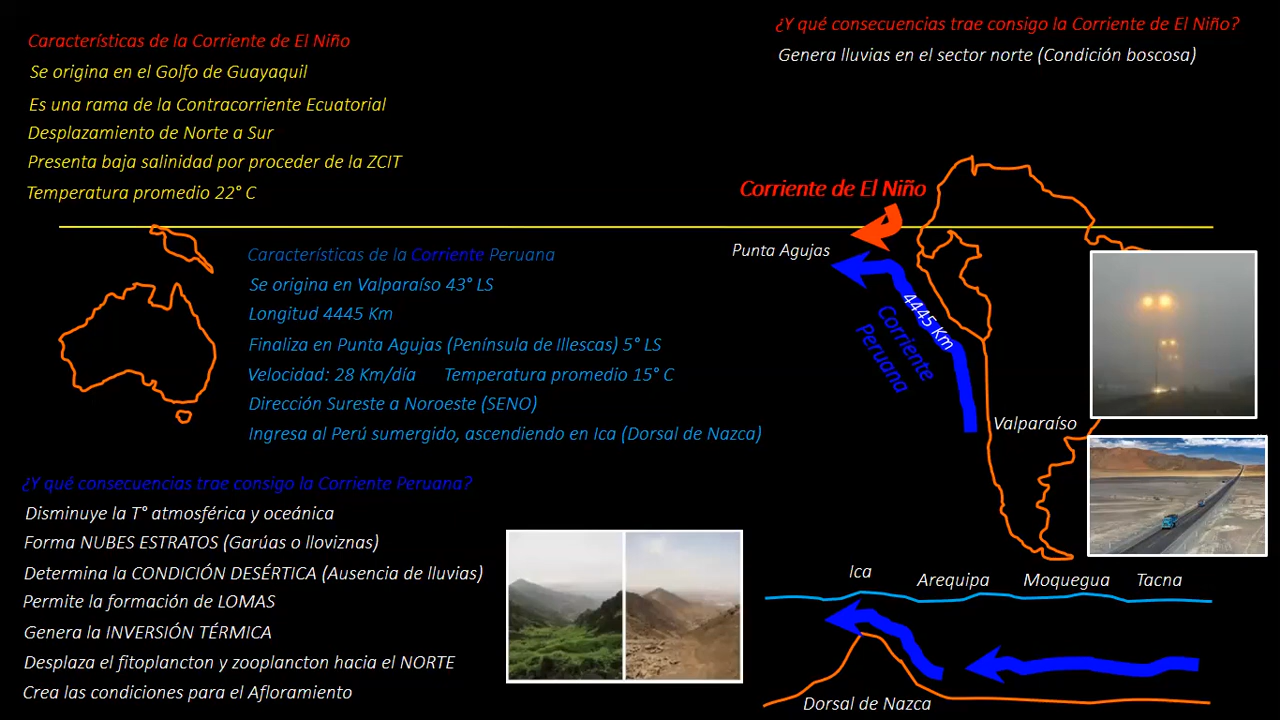 Características de la Corriente de El Niño
Se origina en el Golfo de Guayaquil
Es una rama de la Contracorriente Ecuatorial
Desplazamiento de Norte a Sur
Presenta baja salinidad por proceder de la ZCIT
Temperatura promedio 22° C
¿Y qué consecuencias trae consigo la Corriente de El Niño?
Genera lluvias en el sector norte (Condición boscosa)
Corriente de El Niño
Punta Agujas
4445 Km
Corriente
Peruana
Valparaíso
Características de la Corriente Peruana
Se origina en Valparaíso 43° LS
Longitud 4445 Km
Finaliza en Punta Agujas (Península de Illescas) 5° LS
Velocidad: 28 Km/día Temperatura promedio 15° C
Dirección Sureste a Noroeste (SENO)
Ingresa al Perú sumergido, ascendiendo en Ica (Dorsal de Nazca)
¿Y qué consecuencias trae consigo la Corriente Peruana?
Disminuye la T° atmosférica y oceánica
Forma NUBES ESTRATOS (Garúas o lloviznas)
Determina la CONDICIÓN DESÉRTICA (Ausencia de lluvias)
Permite la formación de LOMAS
Genera la INVERSIÓN TÉRMICA
Desplaza el fitoplancton y zooplancton hacia el NORTE
Crea las condiciones para el Afloramiento
Ica Arequipa Moquegua Tacna
Dorsal de Nazca